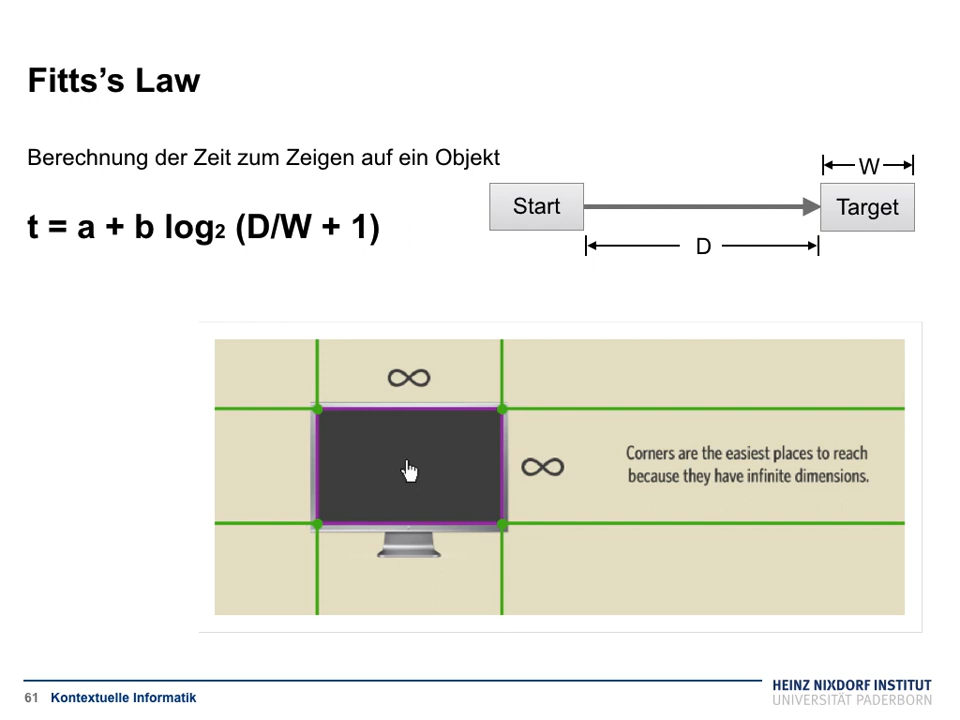 Fitts’s Law
Berechnung der Zeit zum Zeigen auf ein Objekt
t = a + b log₂ (D/W + 1)
W
Start
Target
D
∞
∞
Corners are the easiest places to reach
because they have infinite dimensions.
61 Kontextuelle Informatik
HEINZ NIXDORF INSTITUT
UNIVERSITÄT PADERBORN